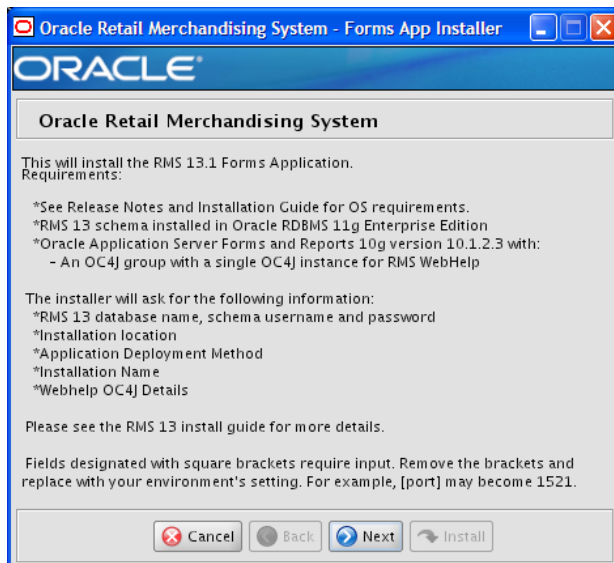 Oracle Retail Merchandising System - Forms App Installer
ORACLE
Oracle Retail Merchandising System
This will install the RMS 13.1 Forms Application.
Requirements:
*See Release Notes and Installation Guide for OS requirements.
*RMS 13 schema installed in Oracle RDBMS 11g Enterprise Edition
*Oracle Application Server Forms and Reports 10g version 10.1.2.3 with:
- An OC4J group with a single OC4J instance for RMS WebHelp
The installer will ask for the following information:
*RMS 13 database name, schema username and password
*Installation location
*Application Deployment Method
*Installation Name
*Webhelp OC4J Details
Please see the RMS 13 install guide for more details.
Fields designated with square brackets require input. Remove the brackets and
replace with your environment's setting. For example, [port] may become 1521.
Cancel Back Next Install